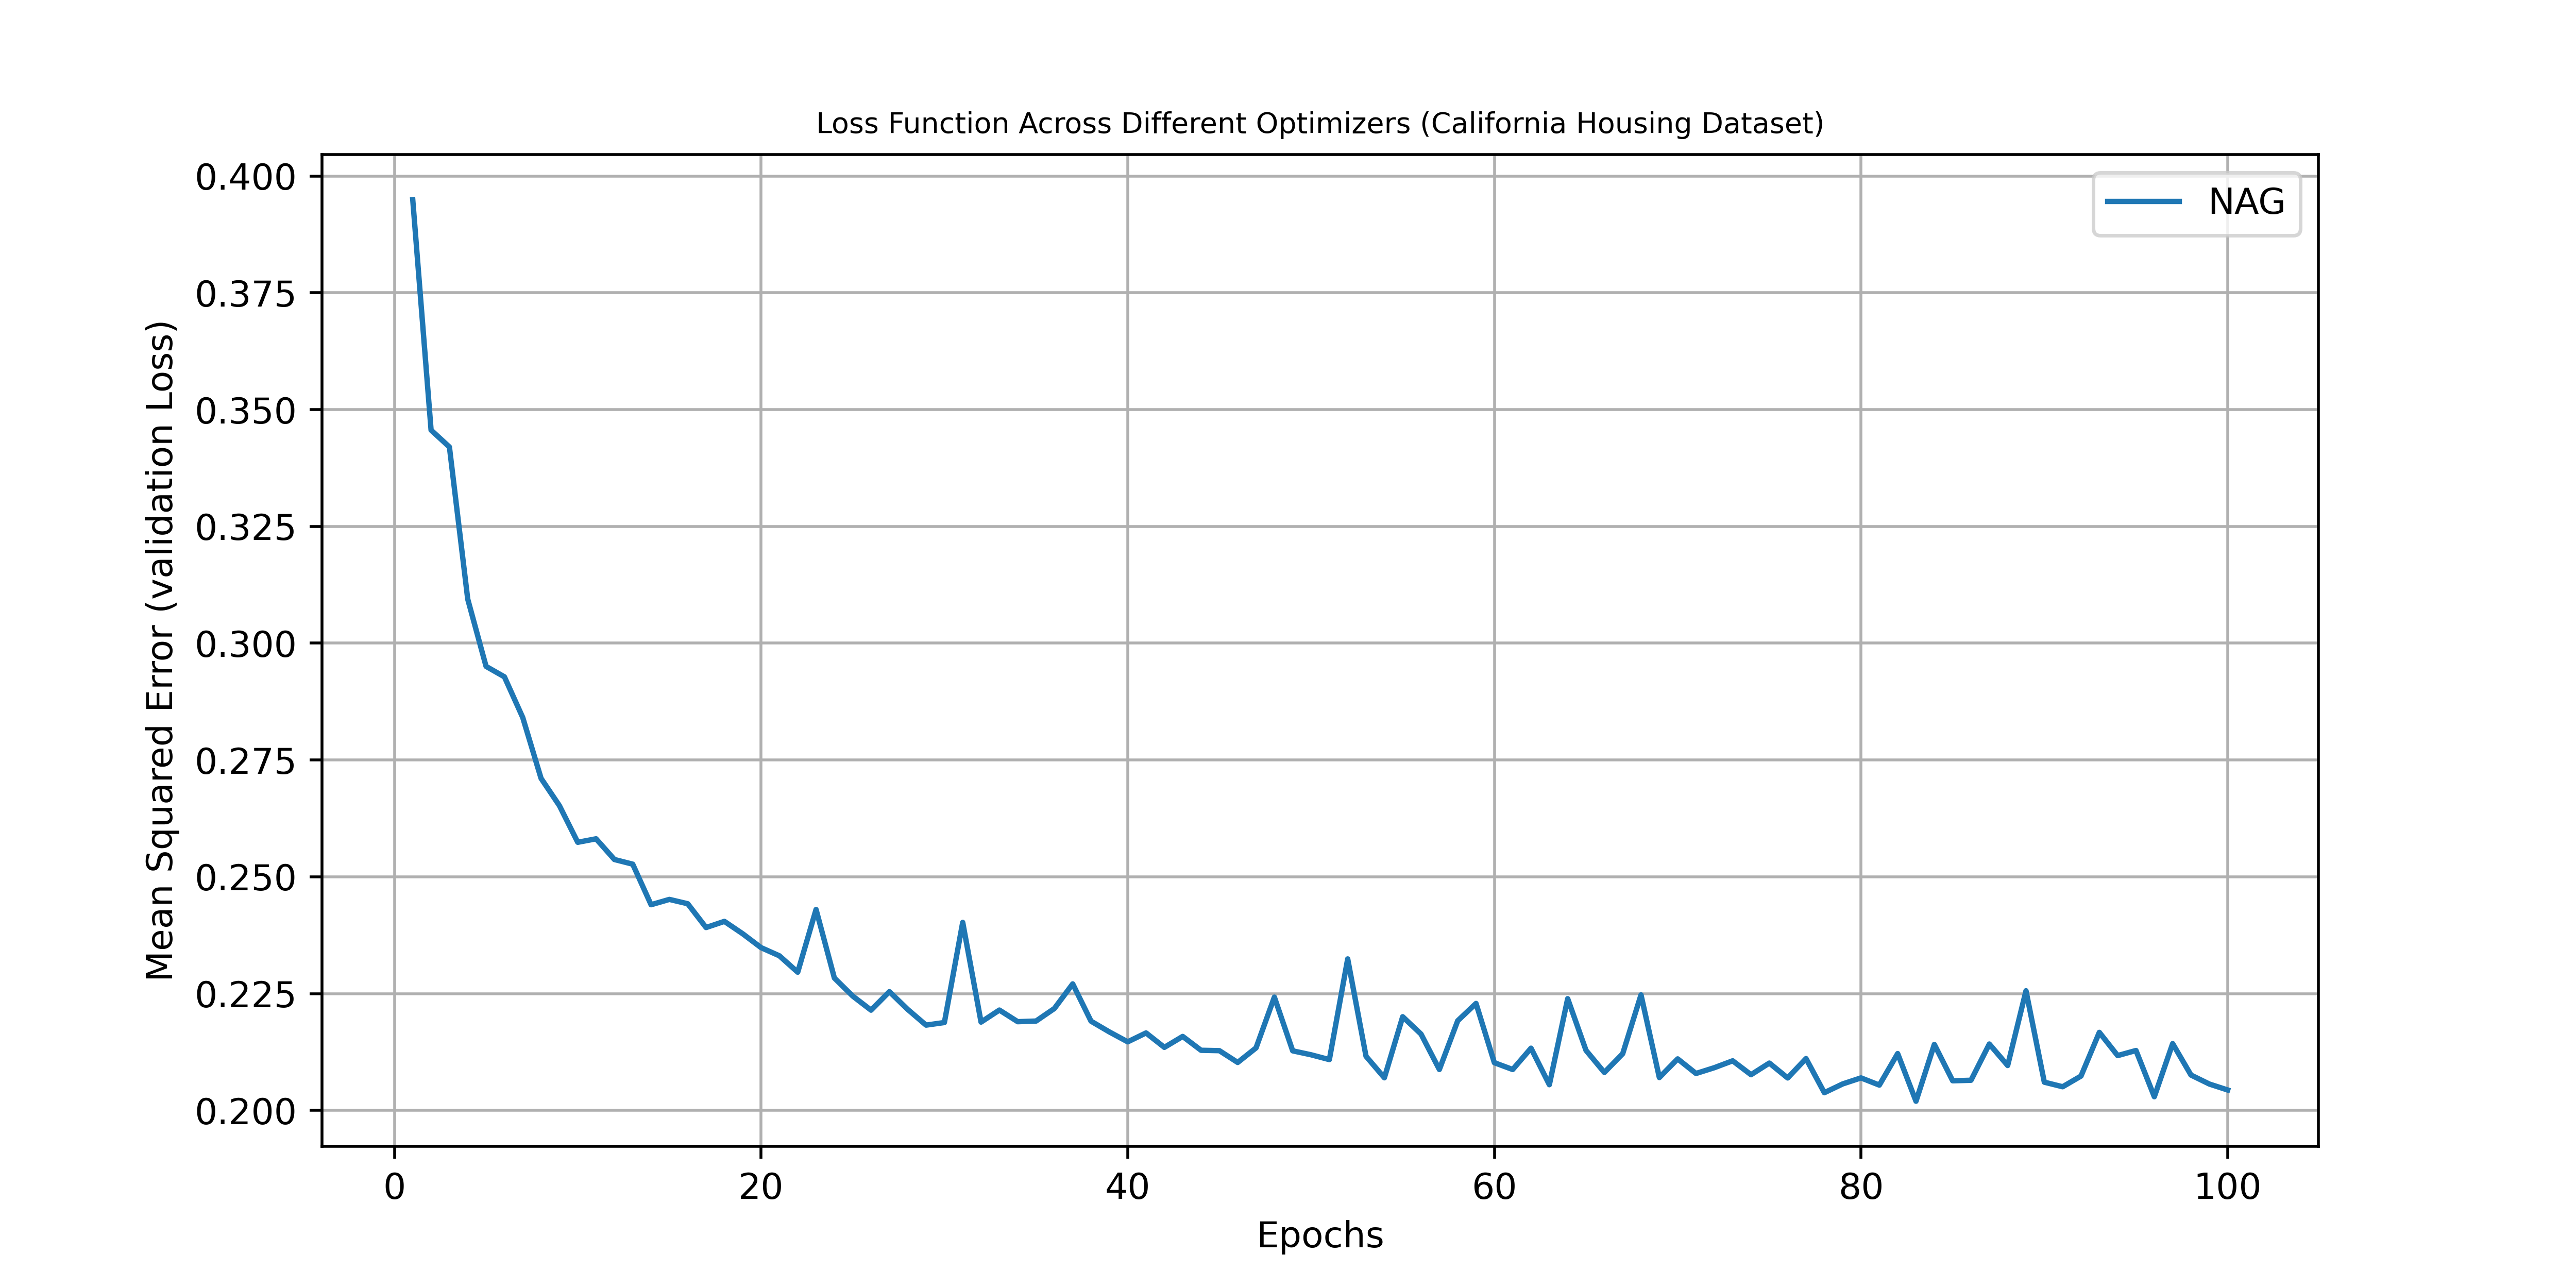 Loss Function Across Different Optimizers (California Housing Dataset)
0.400
NAG
0.375
0.350
0.325
0.300
0.275
0.250
0.225
0.200
Mean Squared Error (validation Loss)
0 20 40 60 80 100
Epochs